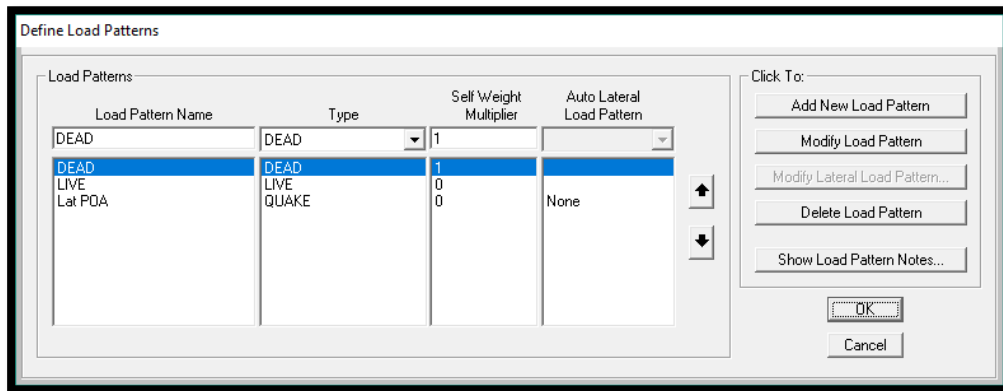 Define Load Patterns
Load Patterns
Load Pattern Name
Type
Self Weight
Multiplier
Auto Lateral
Load Pattern
DEAD
DEAD
1
DEAD DEAD 1
LIVE LIVE 0
Lat POA QUAKE 0 None
Click To:
Add New Load Pattern
Modify Load Pattern
Modify Lateral Load Pattern...
Delete Load Pattern
Show Load Pattern Notes...
OK
Cancel